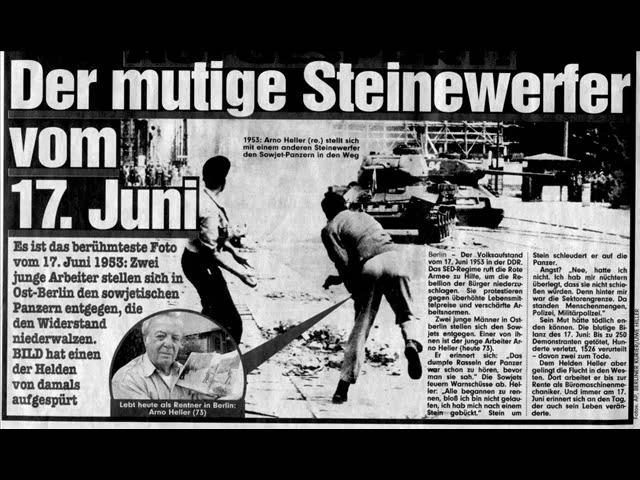 Der mutige Steinewerfer
vom
17. Juni
1953: Arno Heller (re.) stellt sich
mit einem anderen Steinewerfer
den Sowjet-Panzern in den Weg
Es ist das berühmteste Foto
vom 17. Juni 1953: Zwei
junge Arbeiter stellen sich in
Ost-Berlin den sowjetischen
Panzern entgegen, die
den Widerstand
niederwalzen.
BILD hat einen
der Helden
von damals
aufgespürt
Lebt heute als Rentner in Berlin:
Arno Heller (73)
Berlin – Der Volksaufstand
vom 17. Juni 1953 in der DDR.
Das SED-Regime ruft die Rote
Armee zu Hilfe, um die Re-
bellion der Bürger niederzu-
schlagen. Sie protestieren
gegen überhöhte Lebensmit-
telpreise und verschärfte Ar-
beitsnormen.
Zwei junge Männer in Ost-
berlin stellen sich den Sow-
jets entgegen. Einer von ih-
nen ist der junge Arbeiter Ar-
no Heller (heute 73).
Er erinnert sich: „Das
dumpfe Rasseln der Panzer
war schon zu hören, bevor
man sie sah.“ Die Sowjets
feuern Warnschüsse ab. Hel-
ler: „Alle begannen zu ren-
nen, bloß ich bin nicht gelau-
fen, ich hab mich nach einem
Stein gebückt.“ Stein um
Stein schleudert er auf die
Panzer.
Angst? „Nee, hatte ich
nicht. Ich hab mir nüchtern
überlegt, dass sie nicht schie-
ßen würden. Denn hinter mir
war die Sektorengrenze. Da
standen Menschenmengen,
Polizei, Militärpolizei.“
Sein Mut hätte tödlich en-
den können. Die blutige Bi-
lanz des 17. Juni: Bis zu 250
Demonstranten getötet, Hun-
derte verletzt, 1526 verurteilt
– davon zwei zum Tode.
Dem Helden Heller aber
gelingt die Flucht in den Wes-
ten. Dort arbeitet er bis zur
Rente als Büromaschinenme-
chaniker. Und immer am 17.
Juni erinnert er sich an den Tag,
der auch sein Leben verän-
derte.